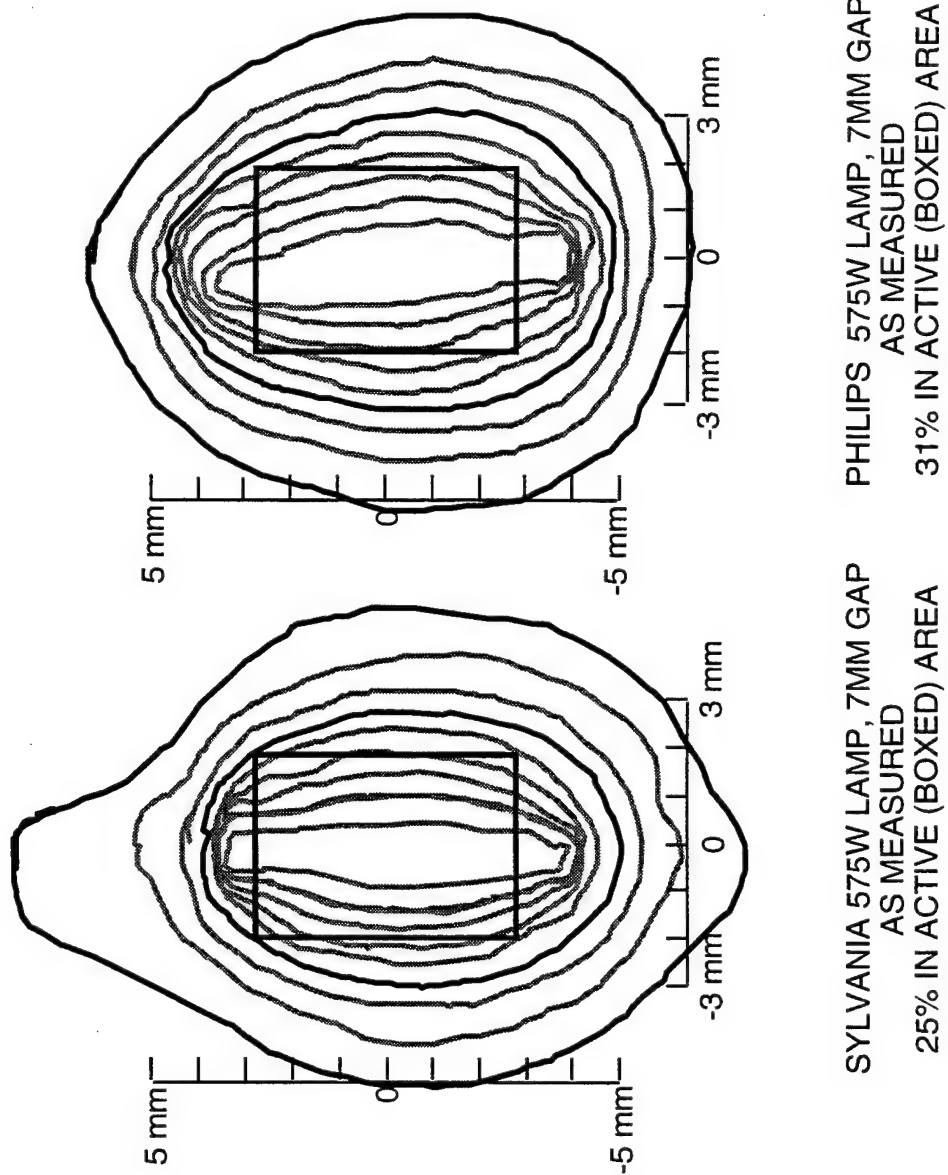 5 mm
0
-5 mm
-3 mm
0
3 mm
SYLVANIA 575W LAMP, 7MM GAP
AS MEASURED
25% IN ACTIVE (BOXED) AREA
5 mm
0
-5 mm
-3 mm
0
3 mm
PHILIPS 575W LAMP, 7MM GAP
AS MEASURED
31% IN ACTIVE (BOXED) AREA